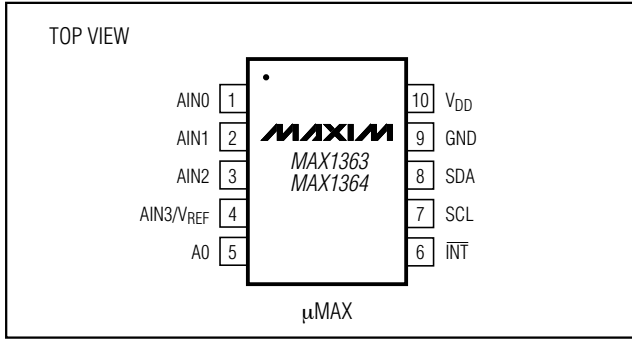 TOP VIEW
AIN0 1 10 VDD
AIN1 2 MAXIM 9 GND
MAX1363
AIN2 3 MAX1364 8 SDA
AIN3/VREF 4 7 SCL
A0 5 6 INT
μMAX